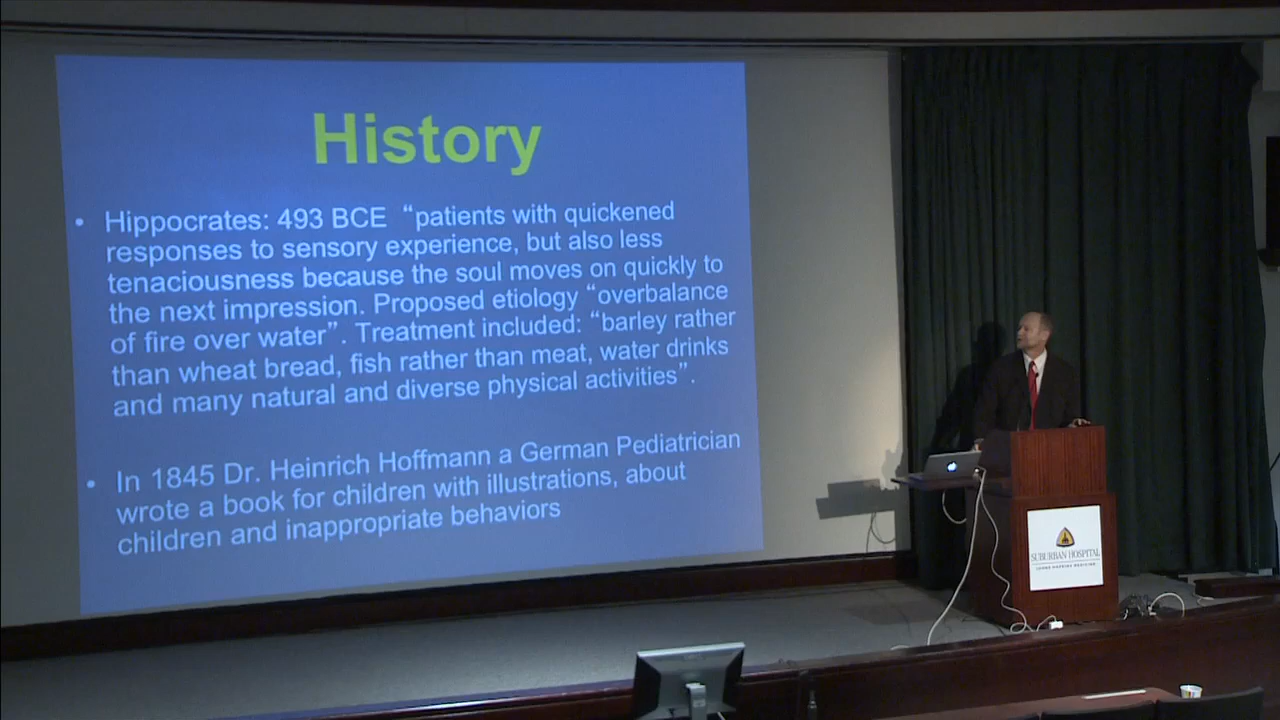 History
• Hippocrates: 493 BCE “patients with quickened
responses to sensory experience, but also less
tenaciousness because the soul moves on quickly to
the next impression. Proposed etiology “overbalance
of fire over water”. Treatment included: “barley rather
than wheat bread, fish rather than meat, water drinks
and many natural and diverse physical activities”.
• In 1845 Dr. Heinrich Hoffmann a German Pediatrician
wrote a book for children with illustrations, about
children and inappropriate behaviors
SUBURBAN HOSPITAL
JOHNS HOPKINS MEDICINE